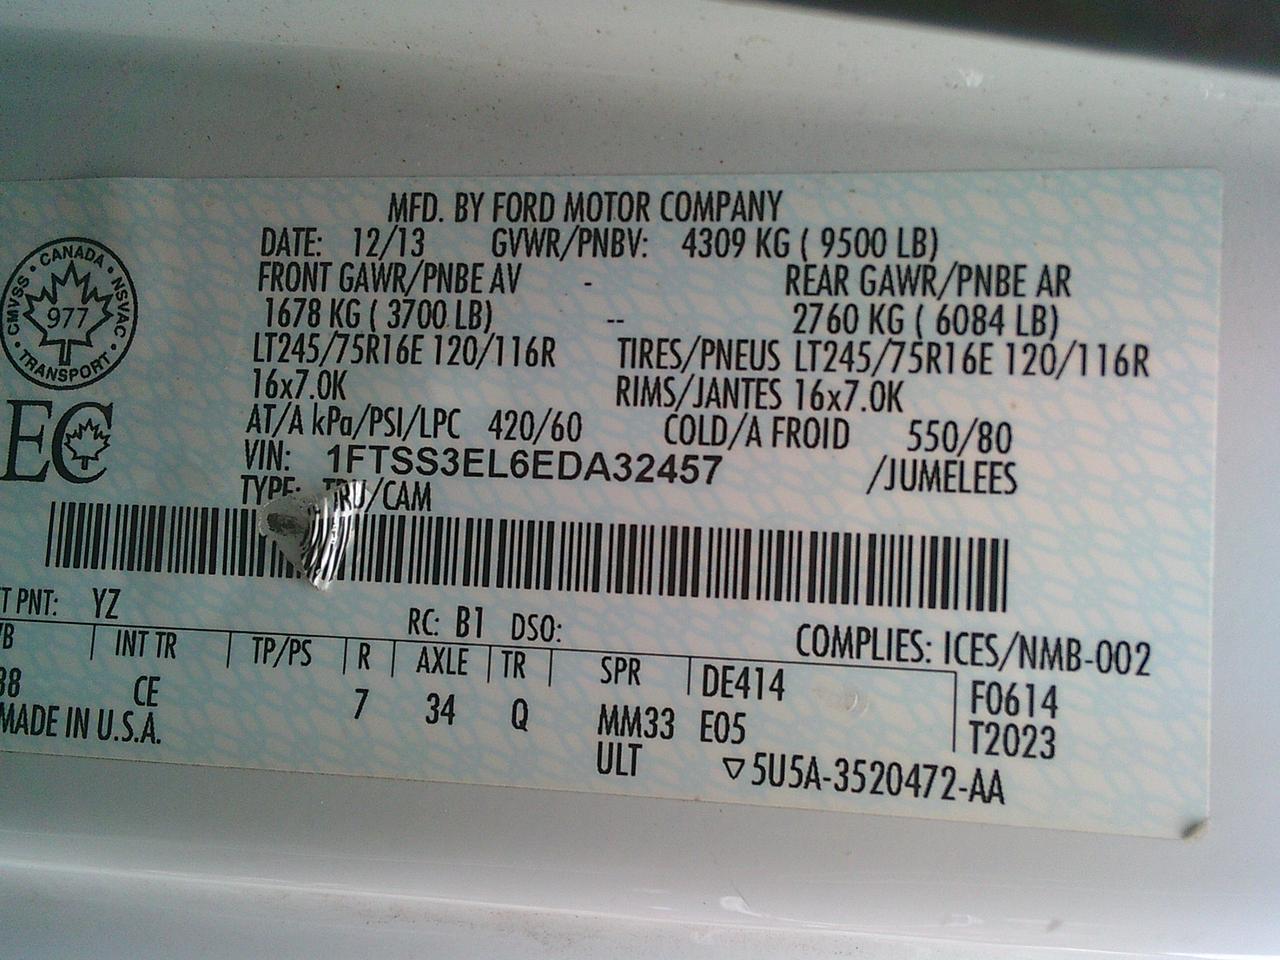 MFD. BY FORD MOTOR COMPANY
DATE: 12/13 GVWR/PNBV: 4309 KG ( 9500 LB)
FRONT GAWR/PNBE AV - REAR GAWR/PNBE AR
1678 KG ( 3700 LB) -- 2760 KG ( 6084 LB)
LT245/75R16E 120/116R TIRES/PNEUS LT245/75R16E 120/116R
16x7.0K RIMS/JANTES 16x7.0K
AT/A kPa/PSI/LPC 420/60 COLD/A FROID 550/80
VIN: 1FTSS3EL6EDA32457 /JUMELEES
TYPE: TRU/CAM
CANADA • NSVAC • TRANSPORT • CMVSS •
977
EC
T PNT: YZ RC: B1 DSO: COMPLIES: ICES/NMB-002
/B INT TR TP/PS R AXLE TR SPR DE414 F0614
38 CE 7 34 Q MM33 E05 T2023
MADE IN U.S.A. ULT ▽5U5A-3520472-AA